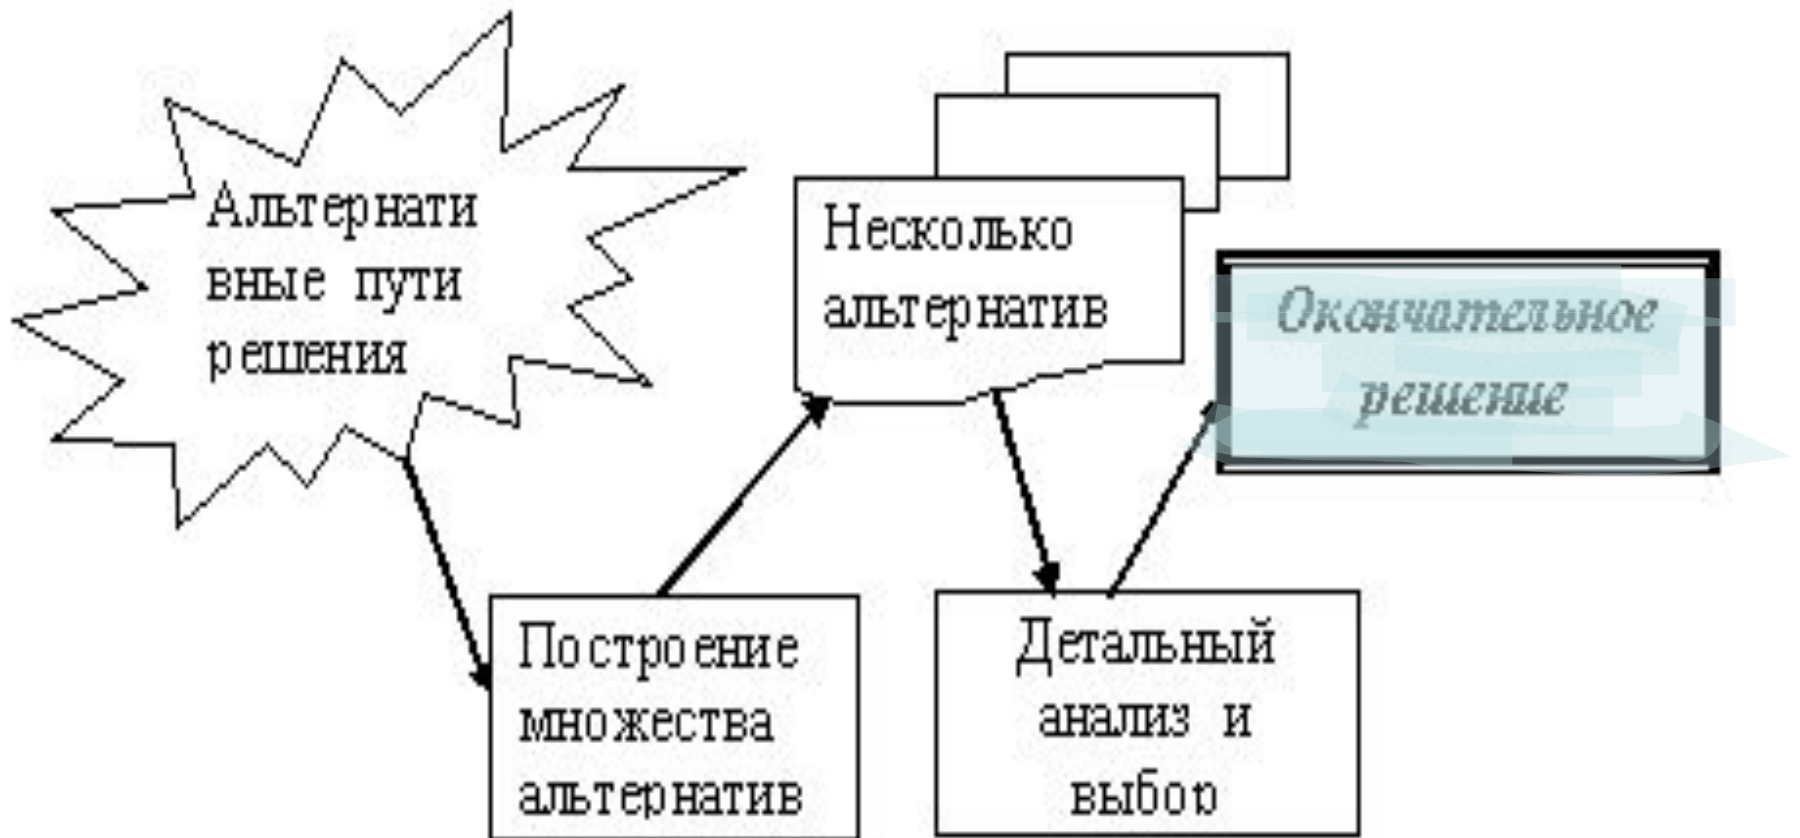 Альтернати
вные пути
решения
Несколько
альтернатив
Окончательное
решение
Построение
множества
альтернатив
Детальный
анализ и
выбор